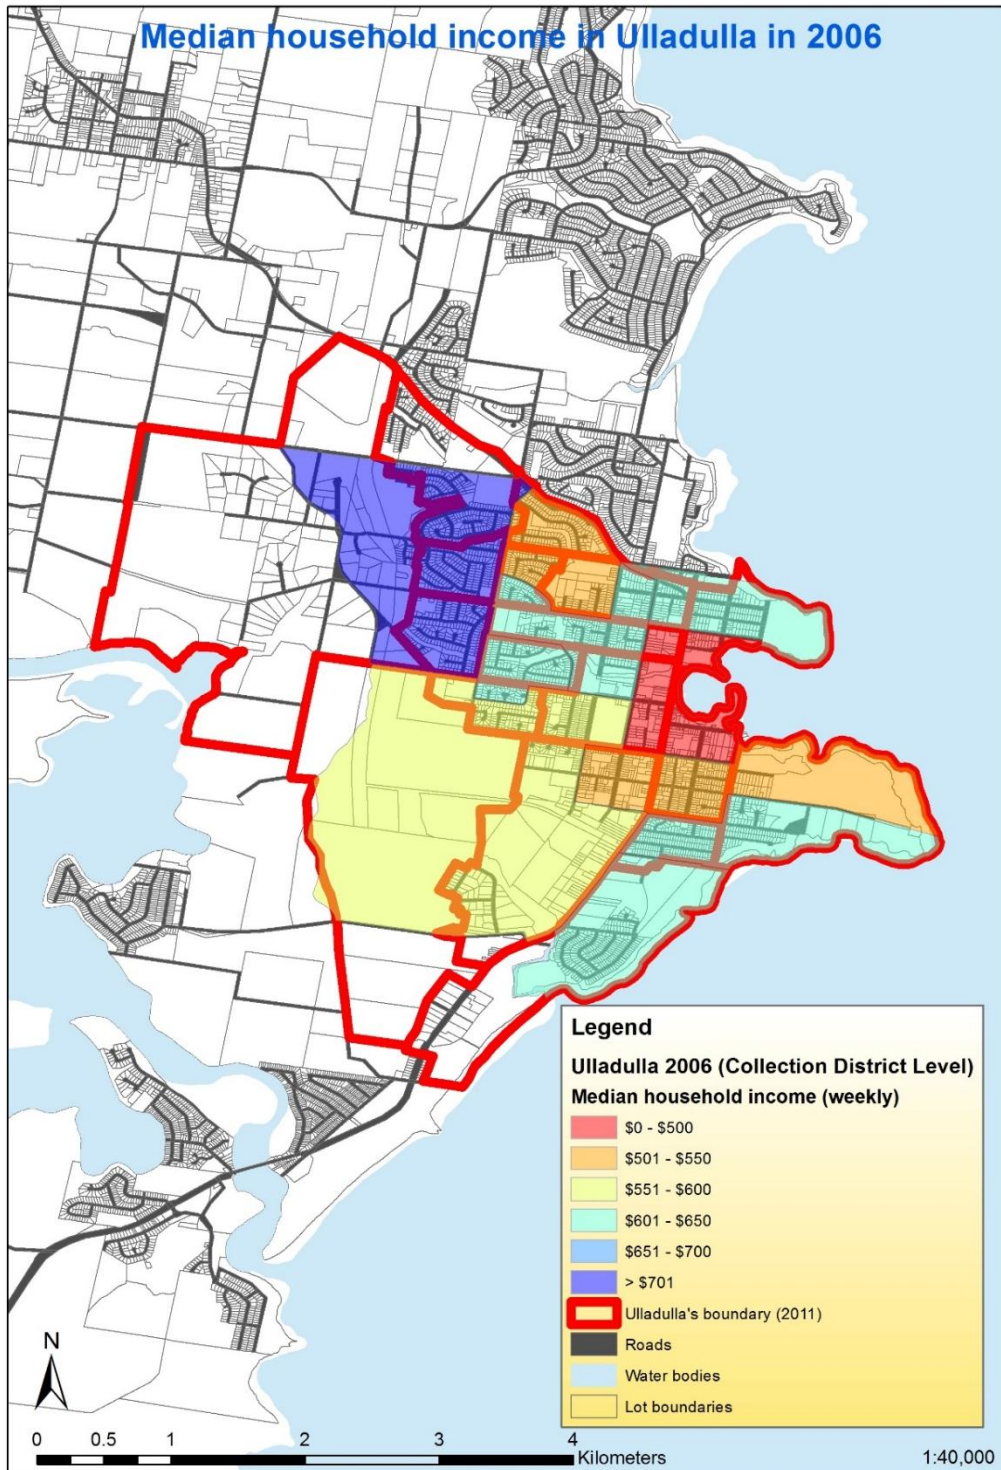 Median household income in Ulladulla in 2006
Legend
Ulladulla 2006 (Collection District Level)
Median household income (weekly)
$0 - $500
$501 - $550
$551 - $600
$601 - $650
$651 - $700
> $701
Ulladulla's boundary (2011)
Roads
Water bodies
Lot boundaries
N
0 0.5 1 2 3 4
Kilometers
1:40,000